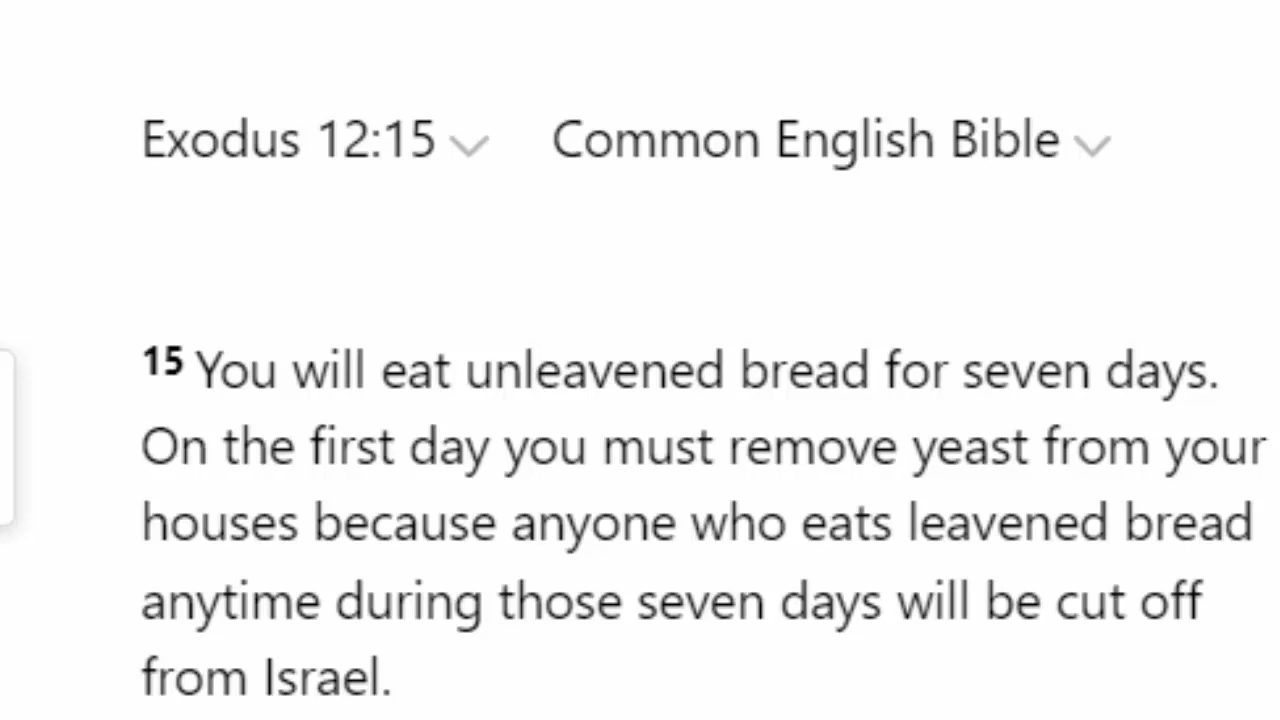 Exodus 12:15 Common English Bible
15 You will eat unleavened bread for seven days.
On the first day you must remove yeast from your
houses because anyone who eats leavened bread
anytime during those seven days will be cut off
from Israel.